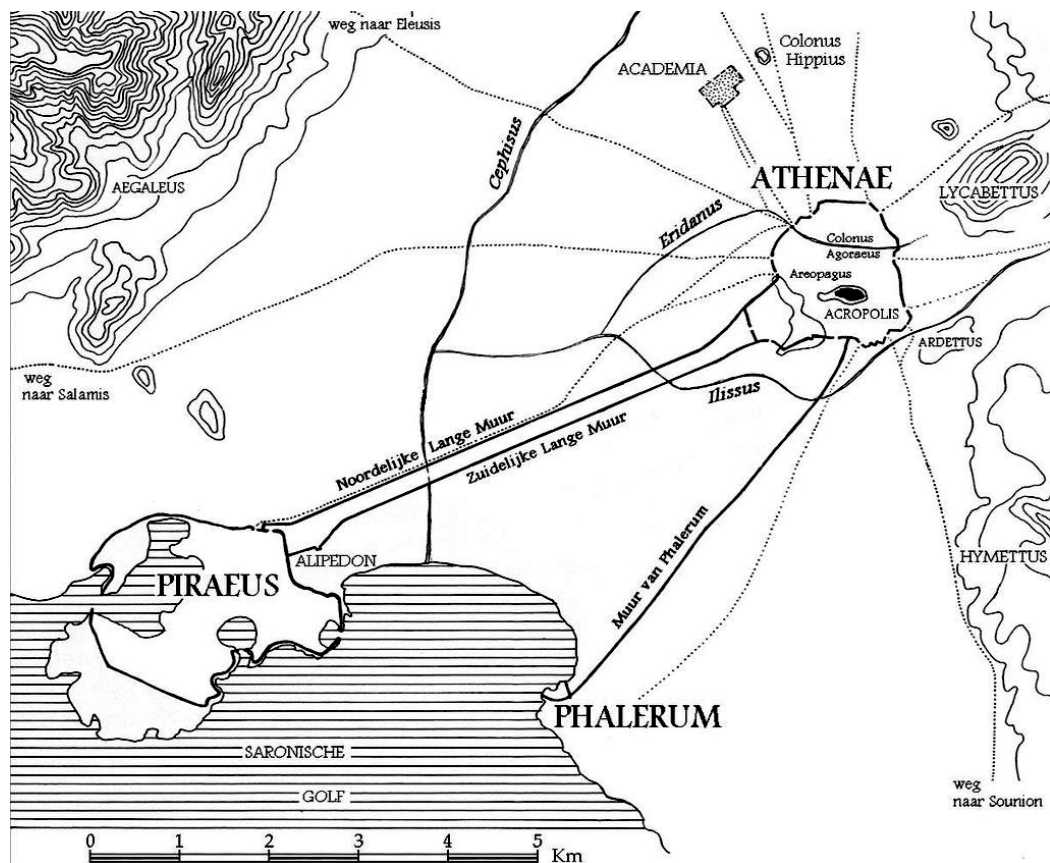 weg naar Eleusis
Colonus
Hippius
ACADEMIA
Cephisus
ATHENAE
AEGALEUS
LYCABETTUS
Eridanus
Colonus
Agoraeus
Areopagus
ACROPOLIS
ARDETTUS
weg
naar Salamis
Ilissus
Noordelijke Lange Muur
Zuidelijke Lange Muur
ALIPEDON
HYMETTUS
PIRAEUS
Muur van Phalerum
PHALERUM
SARONISCHE
GOLF
weg
naar Sounion
0 1 2 3 4 5
Km